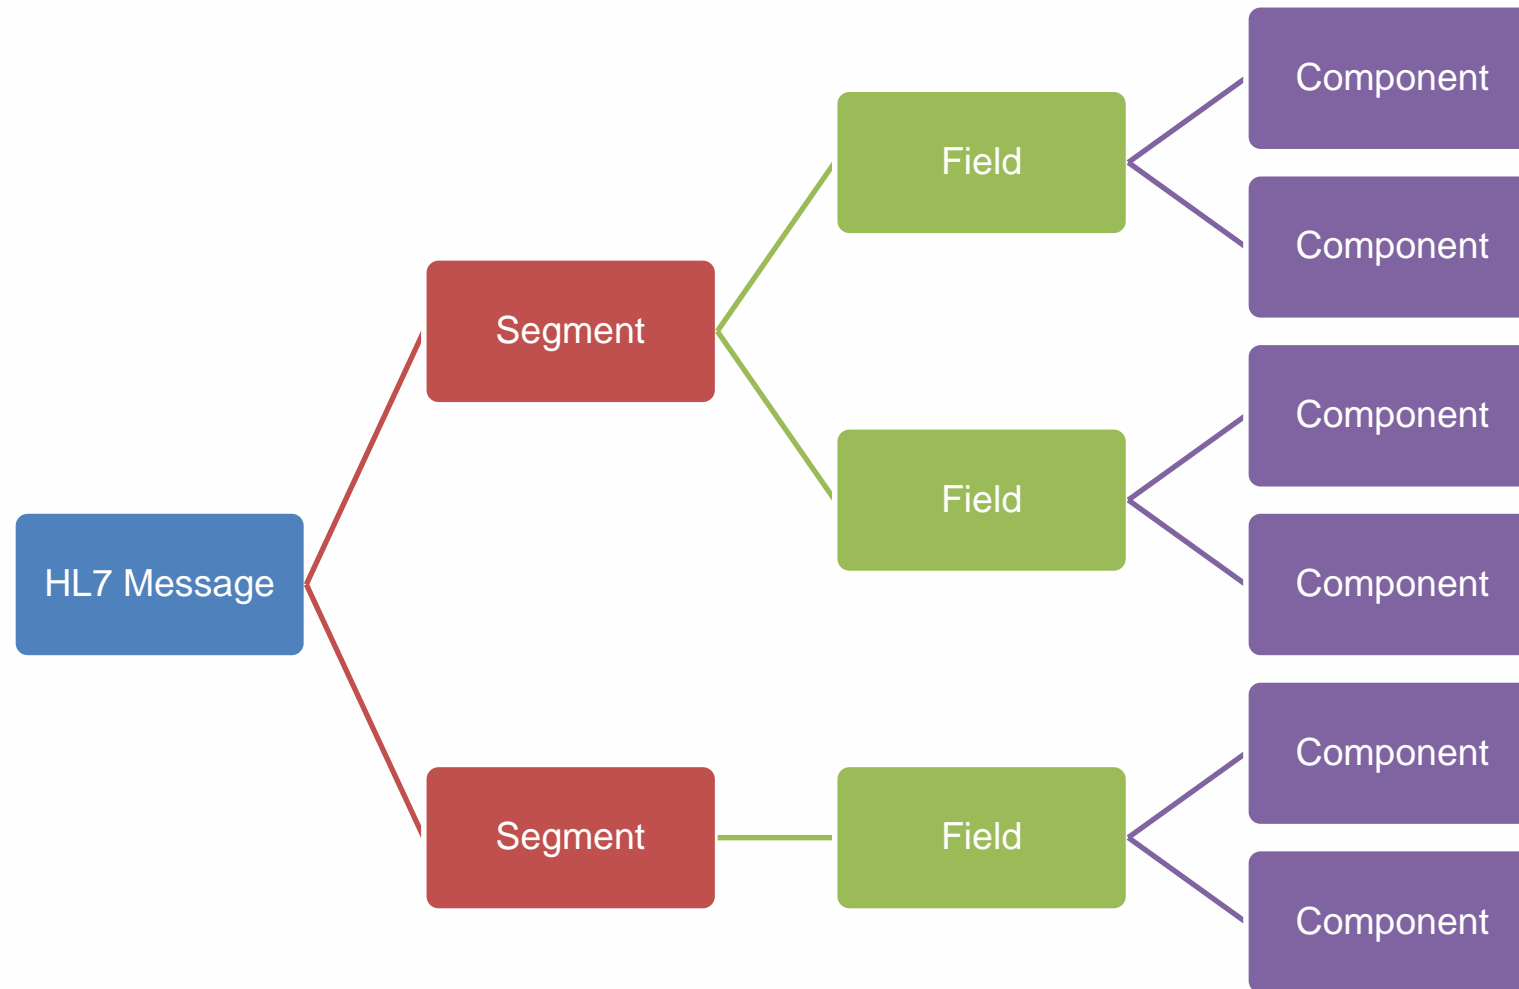 HL7 Message
Segment
Field
Component
Component
Field
Component
Component
Segment
Field
Component
Component